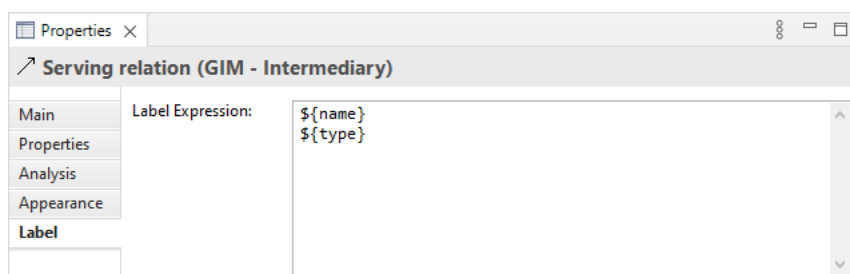 Properties
Serving relation (GIM - Intermediary)
Main
Properties
Analysis
Appearance
Label
Label Expression:
${name}
${type}